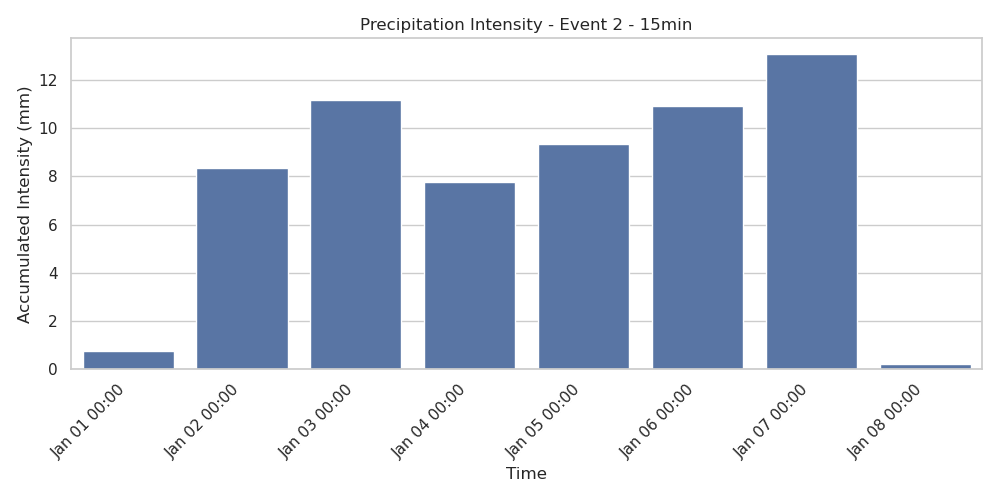 Precipitation Intensity - Event 2 - 15min
Accumulated Intensity (mm)
12
10
8
6
4
2
0
Jan 01 00:00
Jan 02 00:00
Jan 03 00:00
Jan 04 00:00
Jan 05 00:00
Jan 06 00:00
Jan 07 00:00
Jan 08 00:00
Time